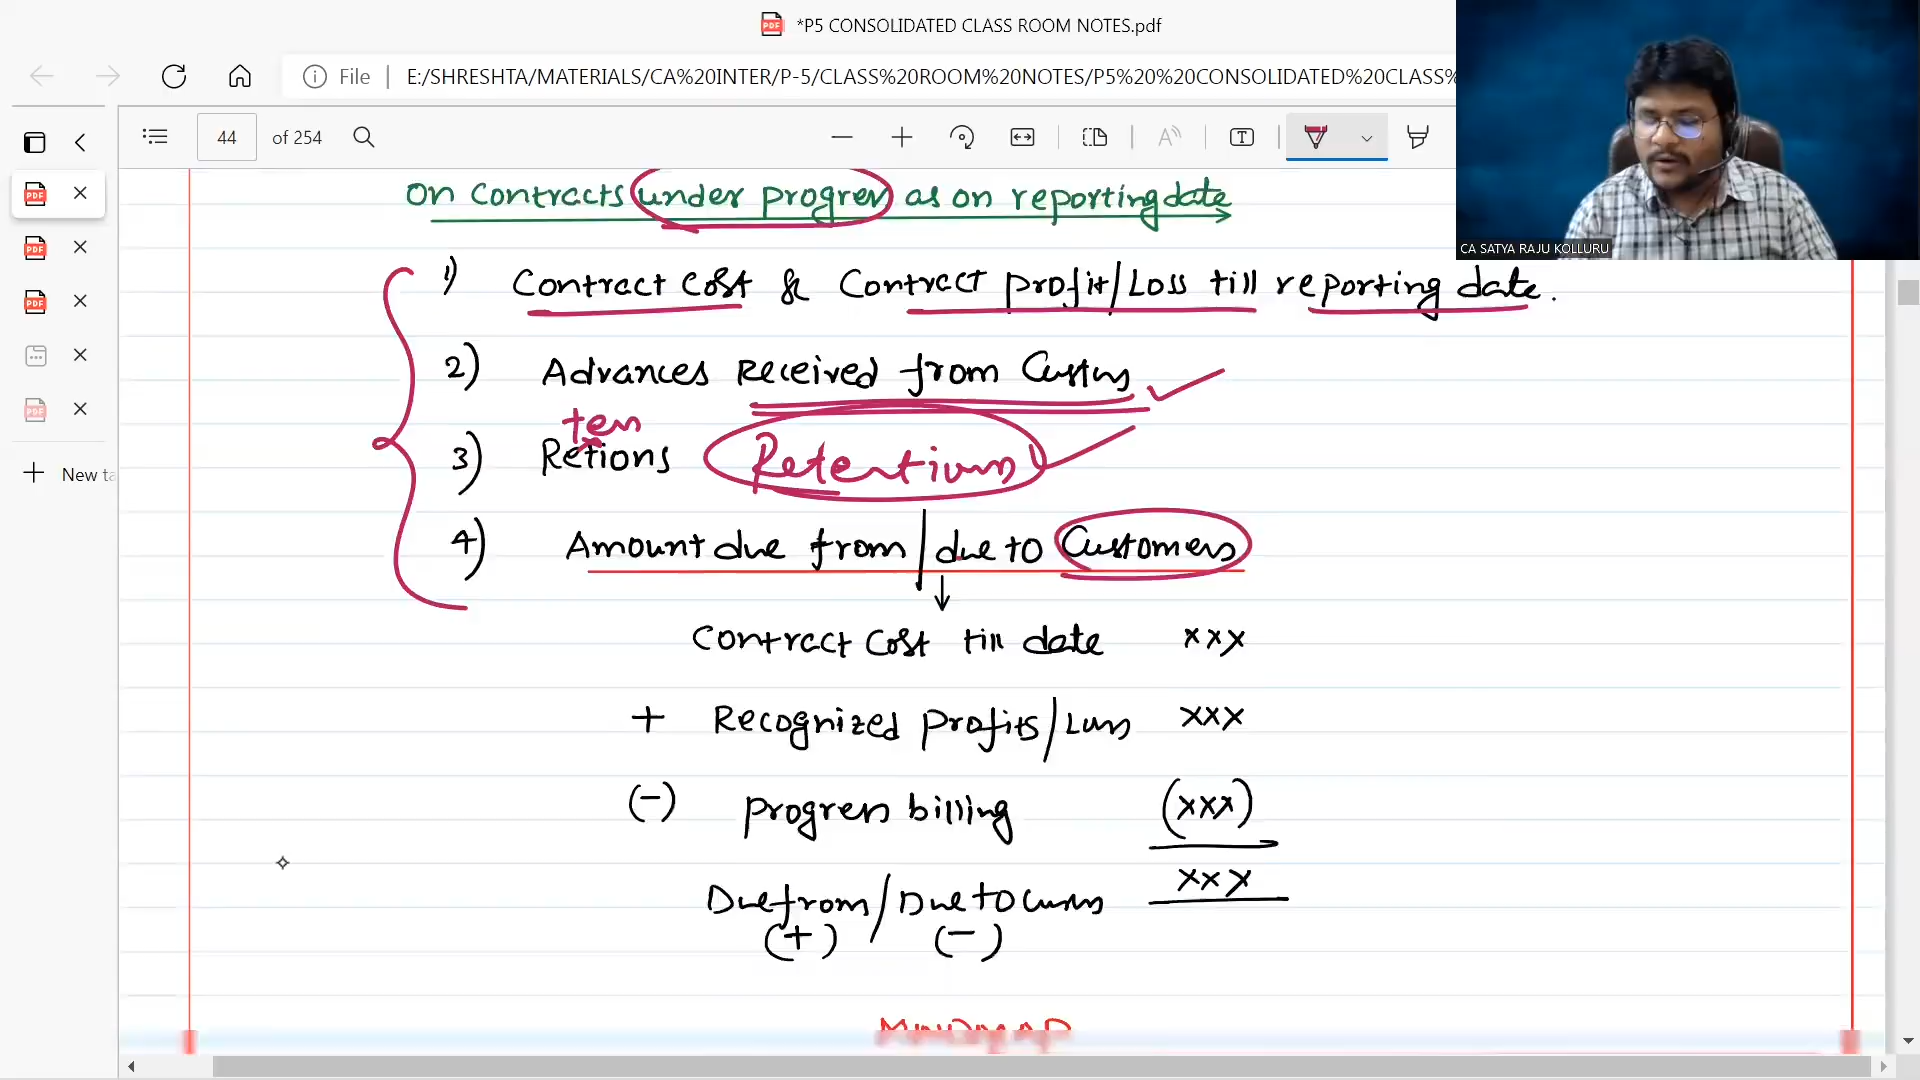 *P5 CONSOLIDATED CLASS ROOM NOTES.pdf
File | E:/SHRESHTA/MATERIALS/CA%20INTER/P-5/CLASS%20ROOM%20NOTES/P5%20%20CONSOLIDATED%20CLASS%
44 of 254
CA SATYA RAJU KOLLURU
New ta
on contracts under progress as on reporting date
1) Contract cost & Contract profit/Loss till reporting date.
2) Advances received from Customers
ten
3) Retions Retentions
4) Amount due from/due to Customers
Contract cost till date xxx
+ Recognized profits/Loss xxx
(-) progress billing (xxx)
Due from/Due to xxx
(+) (-)
MINDMAP